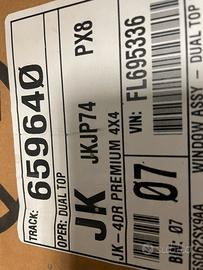 TRACK: 659640
OPER: DUAL TOP PX8
JK JKJP74
JK - 4DR PREMIUM 4X4
VIN: FL695336
07
BIN: 07
WINDOW ASSY - DUAL TOP